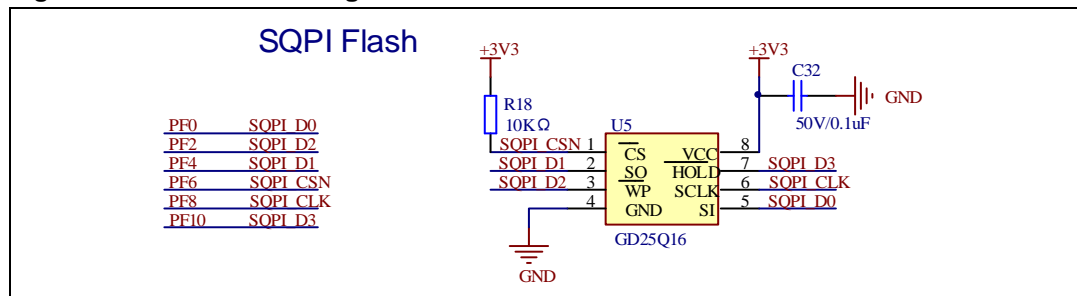 SQPI Flash
+3V3
+3V3
C32
GND
50V/0.1uF
R18
10KΩ
U5
PF0 SQPI_D0
PF2 SQPI_D2
PF4 SQPI_D1
PF6 SQPI_CSN
PF8 SQPI_CLK
PF10 SQPI_D3
SQPI_CSN 1 CS VCC 8
SQPI_D1 2 SO HOLD 7 SQPI_D3
SQPI_D2 3 WP SCLK 6 SQPI_CLK
4 GND SI 5 SQPI_D0
GD25Q16
GND